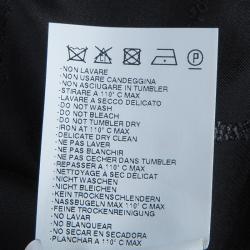 -NON LAVARE
-NON USARE CANDEGGINA
-NON ASCIUGARE IN TUMBLER
-STIRARE A 110°C MAX
-LAVARE A SECCO DELICATO
-DO NOT WASH
-DO NOT BLEACH
-DO NOT TUMBLER DRY
-IRON AT 110°C MAX
-DELICATE DRY CLEAN
-NE PAS LAVER
-NE PAS BLANCHIR
-NE PAS CECHER DANS TUMBLER
-REPASSER A 110°C MAX
-NETTOYAGE A SEC DELICAT
-NICHT WASCHEN
-NICHT BLEICHEN
-KEIN TROCKENSCHLEUDERN
-NASSBUGELN MAX 110°C MAX
-FEINE TROCKENREINIGUNG
-NO LAVAR
-NO BLANQUEAR
-NO SECAR EN SECADORA
-PLANCHAR A 110°C MAX